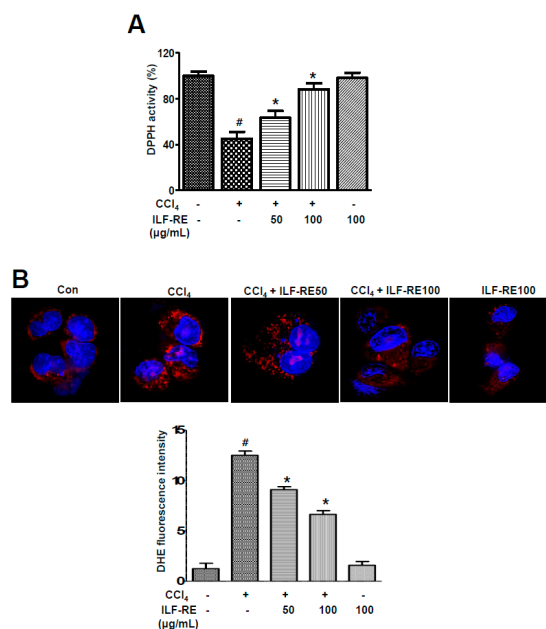 A
DPPH activity (%)
120
80
40
0
#
*
*
CCl4 - + + + -
ILF-RE - - 50 100 100
(μg/mL)
B
Con CCl4 CCl4 + ILF-RE50 CCl4 + ILF-RE100 ILF-RE100
DHE fluorescence intensity
15
10
5
0
#
*
*
CCl4 - + + + -
ILF-RE - - 50 100 100
(μg/mL)